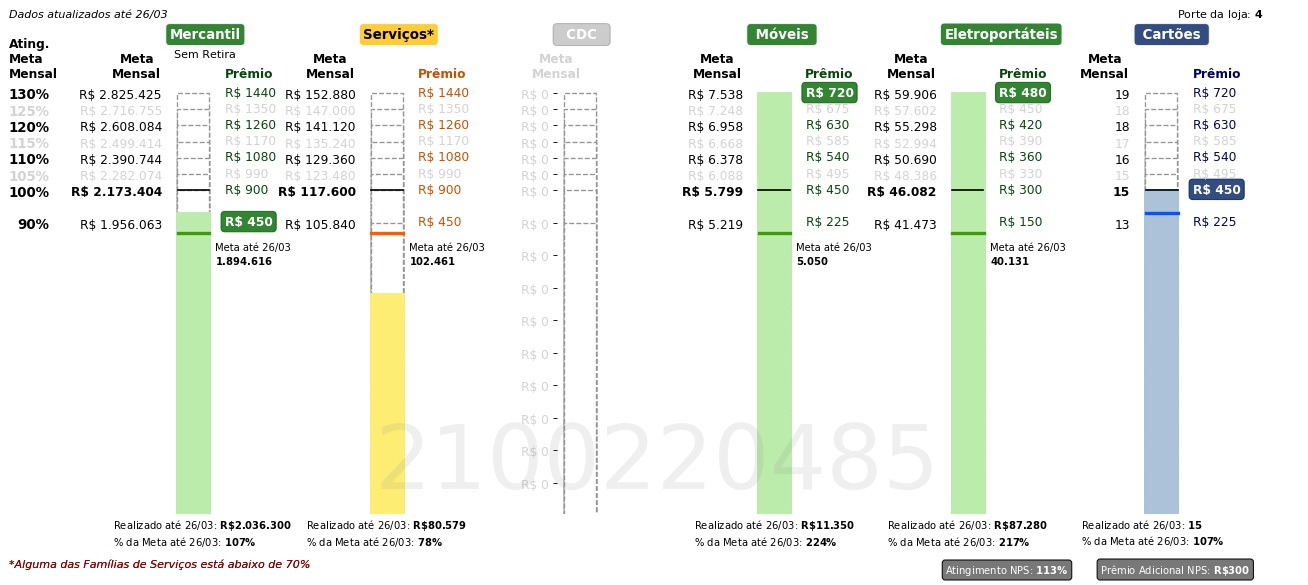 Dados atualizados até 26/03
Porte da loja: 4
Mercantil Serviços* CDC Móveis Eletroportáteis Cartões
Sem Retira
Ating. Meta Mensal
Meta Mensal Prêmio Meta Mensal Prêmio Meta Mensal Meta Mensal Prêmio Meta Mensal Prêmio Meta Mensal Prêmio
130% R$ 2.825.425 R$ 1440 R$ 152.880 R$ 1440 R$ 0 R$ 7.538 R$ 720 R$ 59.906 R$ 480 19 R$ 720
125% R$ 2.716.755 R$ 1350 R$ 147.000 R$ 1350 R$ 0 R$ 7.248 R$ 675 R$ 57.602 R$ 450 18 R$ 675
120% R$ 2.608.084 R$ 1260 R$ 141.120 R$ 1260 R$ 0 R$ 6.958 R$ 630 R$ 55.298 R$ 420 18 R$ 630
115% R$ 2.499.414 R$ 1170 R$ 135.240 R$ 1170 R$ 0 R$ 6.668 R$ 585 R$ 52.994 R$ 390 17 R$ 585
110% R$ 2.390.744 R$ 1080 R$ 129.360 R$ 1080 R$ 0 R$ 6.378 R$ 540 R$ 50.690 R$ 360 16 R$ 540
105% R$ 2.282.074 R$ 990 R$ 123.480 R$ 990 R$ 0 R$ 6.088 R$ 495 R$ 48.386 R$ 330 15 R$ 495
100% R$ 2.173.404 R$ 900 R$ 117.600 R$ 900 R$ 0 R$ 5.799 R$ 450 R$ 46.082 R$ 300 15 R$ 450
90% R$ 1.956.063 R$ 450 R$ 105.840 R$ 450 R$ 0 R$ 5.219 R$ 225 R$ 41.473 R$ 150 13 R$ 225
Meta até 26/03 Meta até 26/03 Meta até 26/03 Meta até 26/03
1.894.616 102.461 5.050 40.131
R$ 0
R$ 0
R$ 0
R$ 0
R$ 0
R$ 0
R$ 0
R$ 0
2100220485
Realizado até 26/03: R$2.036.300 Realizado até 26/03: R$80.579 Realizado até 26/03: R$11.350 Realizado até 26/03: R$87.280 Realizado até 26/03: 15
% da Meta até 26/03: 107% % da Meta até 26/03: 78% % da Meta até 26/03: 224% % da Meta até 26/03: 217% % da Meta até 26/03: 107%
*Alguma das Famílias de Serviços está abaixo de 70%
Atingimento NPS: 113% Prêmio Adicional NPS: R$300